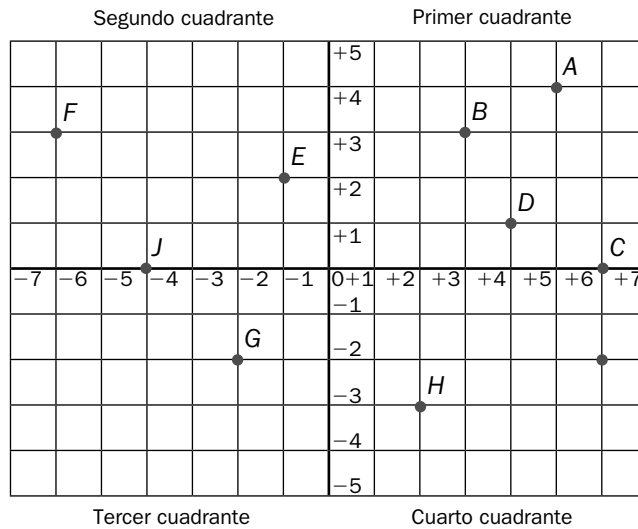 Segundo cuadrante Primer cuadrante
+5
A
+4
F B
+3
E
+2
D
+1
J C
−7 −6 −5 −4 −3 −2 −1 0 +1 +2 +3 +4 +5 +6 +7
−1
G
−2
H
−3
−4
−5
Tercer cuadrante Cuarto cuadrante